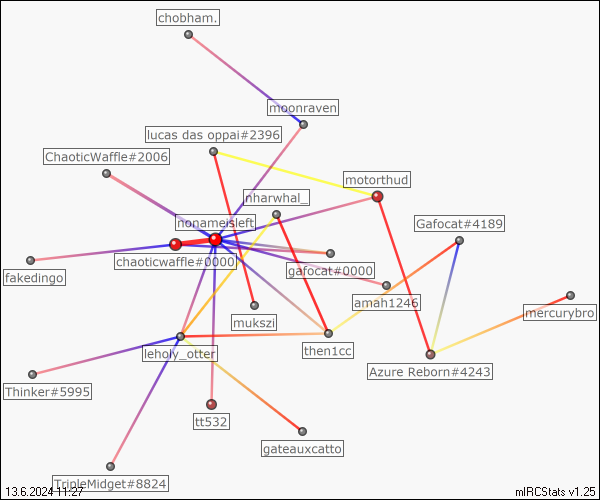 chobham.
moonraven
lucas das oppai#2396
ChaoticWaffle#2006
motorthud
nharwhal_
nonameisleft
Gafocat#4189
chaoticwaffle#0000
gafocat#0000
fakedingo
amah1246
mercurybro
mukszi
then1cc
leholy_otter
Azure Reborn#4243
Thinker#5995
tt532
gateauxcatto
TripleMidget#8824
13.6.2024 11:27
mIRCStats v1.25